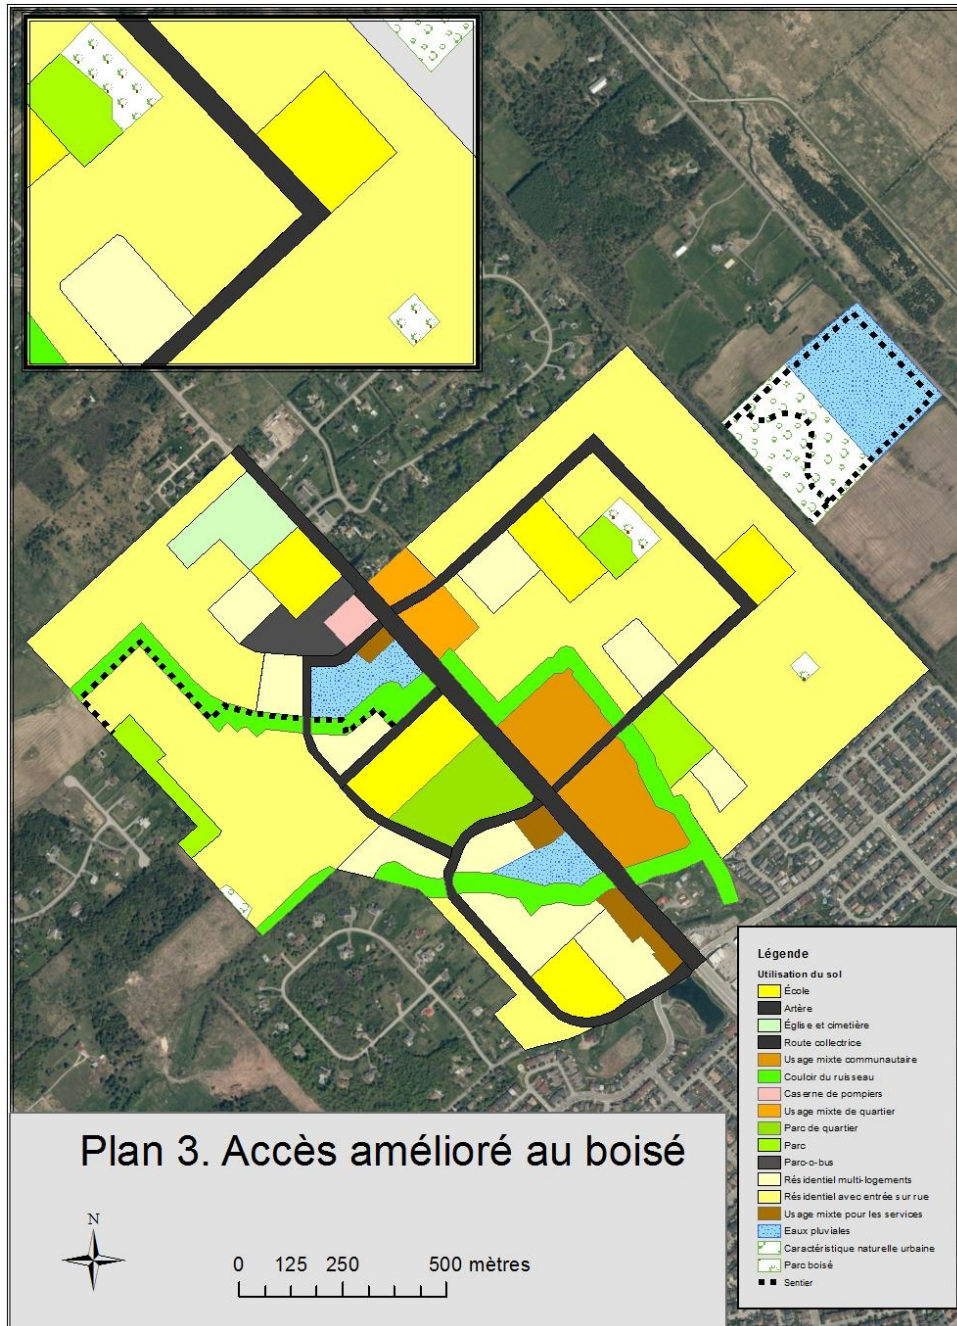 Légende
Utilisation du sol
École
Artère
Église et cimetière
Route collectrice
Usage mixte communautaire
Couloir du ruisseau
Caserne de pompiers
Usage mixte de quartier
Parc de quartier
Parc
Parc-o-bus
Résidentiel multi-logements
Résidentiel avec entrée sur rue
Usage mixte pour les services
Eaux pluviales
Caractéristique naturelle urbaine
Parc boisé
Sentier
Plan 3. Accès amélioré au boisé
N
0 125 250 500 mètres